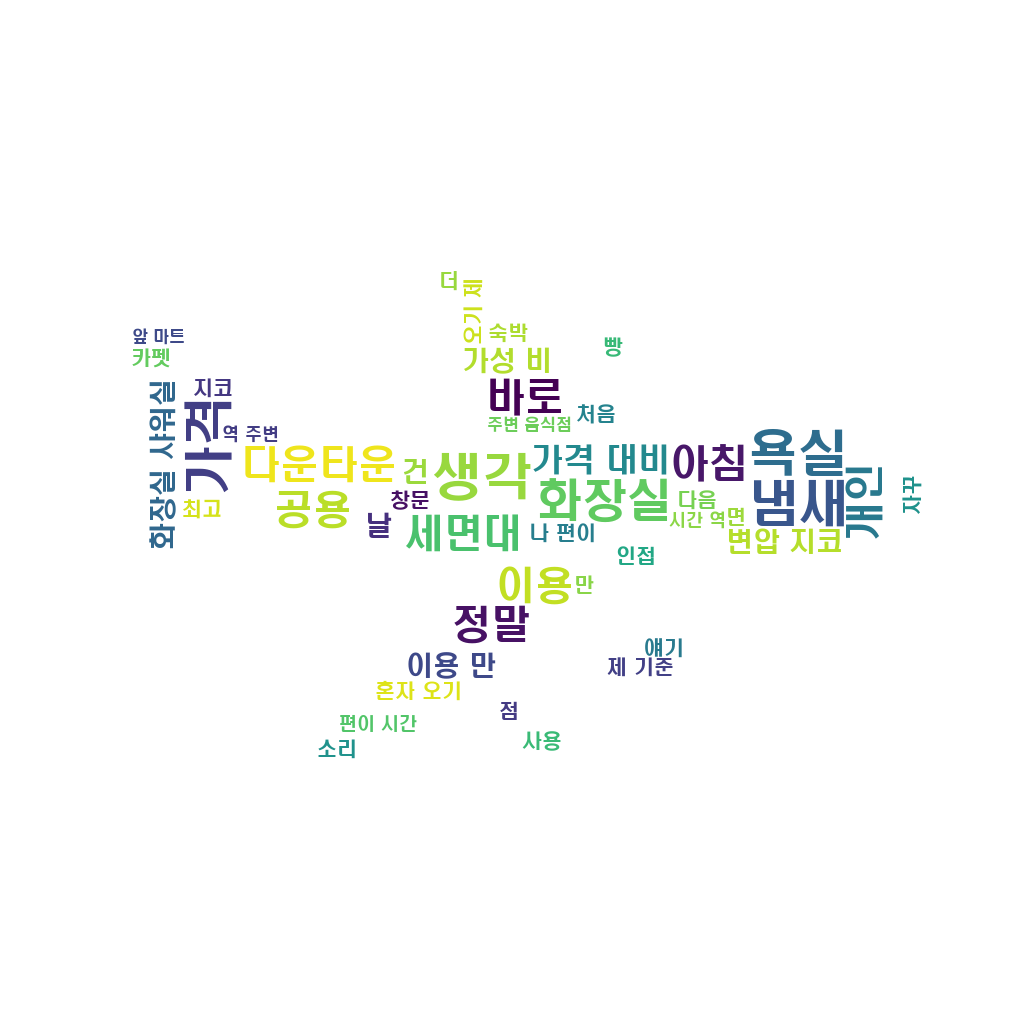 더
오기 제
앞 마트
숙박
카펫
가성 비
빵
지코
바로
화장실 샤워실
가격
처음
주변 음식점
역 주변
다운타운
건
생각
가격 대비
아침
욕실
최고
공용
창문
화장실
다음
냄새
개인
자꾸
날
세면대
나 편이
시간 역면
변압 지코
인접
이용
만
정말
얘기
이용 만
제 기준
혼자 오기
점
편이 시간
소리
사용